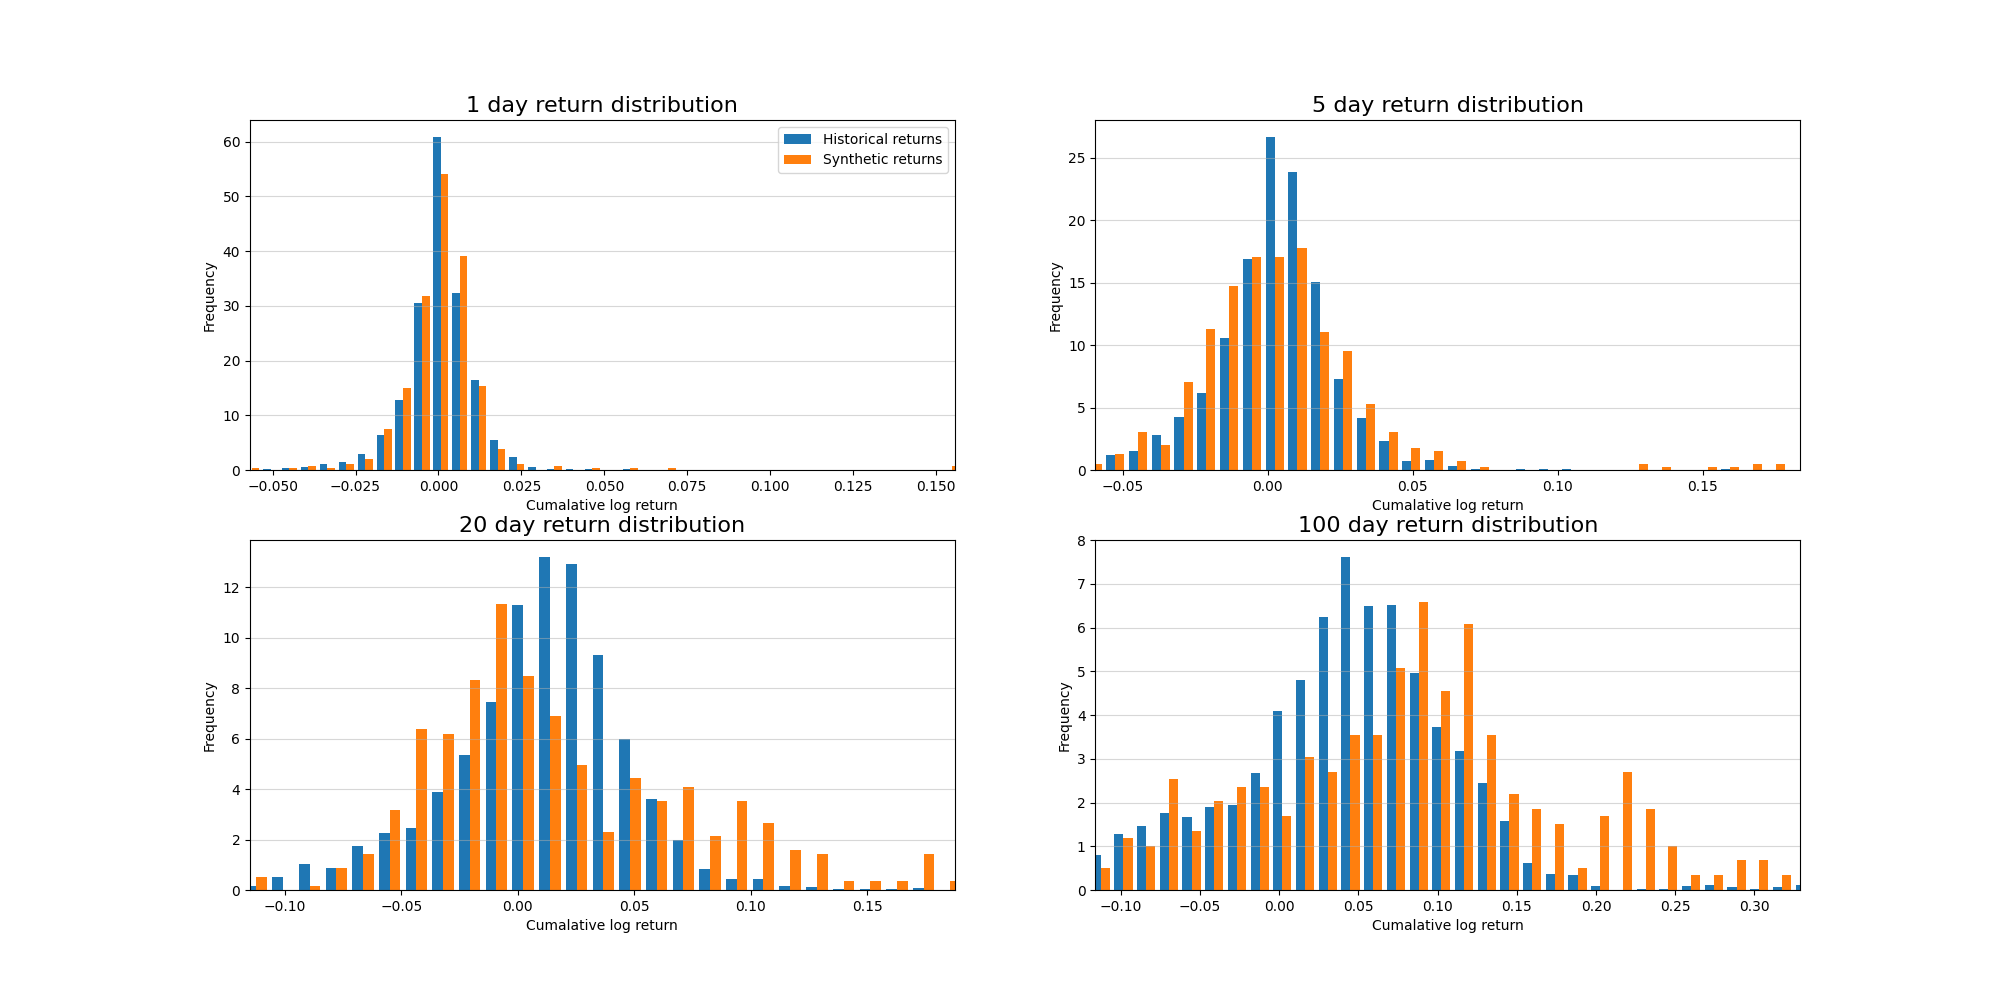 1 day return distribution
Historical returns
Synthetic returns
60
50
40
30
20
10
0
Frequency
−0.050 −0.025 0.000 0.025 0.050 0.075 0.100 0.125 0.150
Cumalative log return
5 day return distribution
25
20
15
10
5
0
Frequency
−0.05 0.00 0.05 0.10 0.15
Cumalative log return
20 day return distribution
12
10
8
6
4
2
0
Frequency
−0.10 −0.05 0.00 0.05 0.10 0.15
Cumalative log return
100 day return distribution
8
7
6
5
4
3
2
1
0
Frequency
−0.10 −0.05 0.00 0.05 0.10 0.15 0.20 0.25 0.30
Cumalative log return